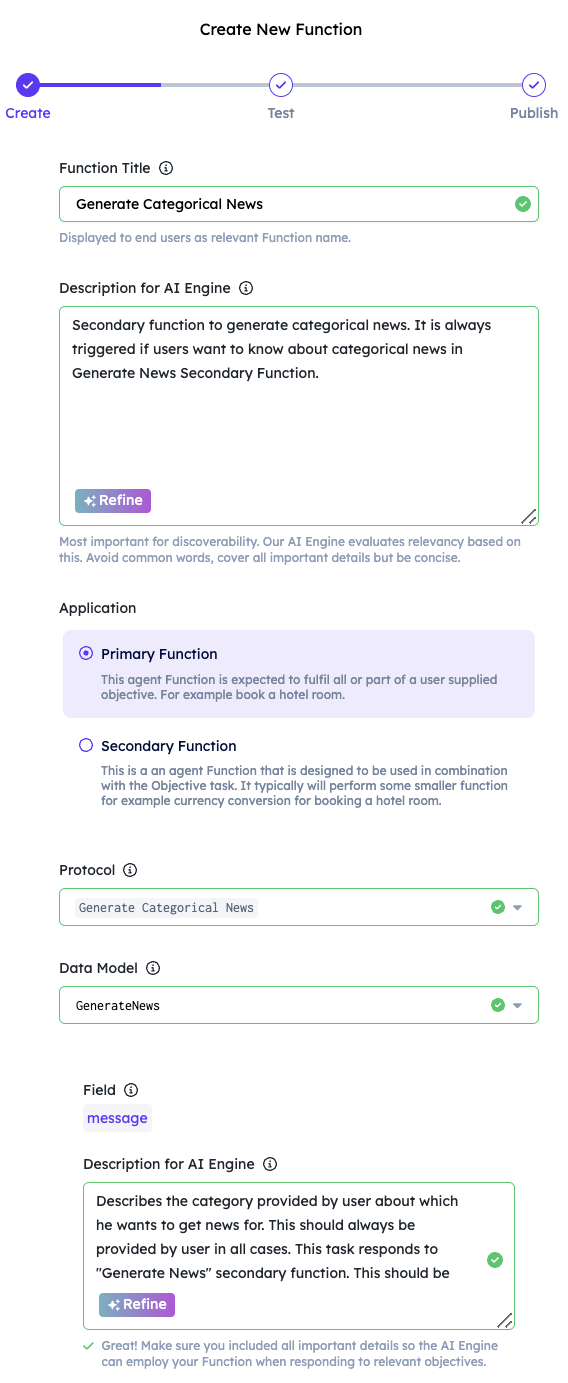 Create New Function
Create
Test
Publish
Function Title
Generate Categorical News
Displayed to end users as relevant Function name.
Description for AI Engine
Secondary function to generate categorical news. It is always
triggered if users want to know about categorical news in
Generate News Secondary Function.
Refine
Most important for discoverability. Our AI Engine evaluates relevancy based on
this. Avoid common words, cover all important details but be concise.
Application
Primary Function
This agent Function is expected to fulfil all or part of a user supplied
objective. For example book a hotel room.
Secondary Function
This is a an agent Function that is designed to be used in combination
with the Objective task. It typically will perform some smaller function
for example currency conversion for booking a hotel room.
Protocol
Generate Categorical News
Data Model
GenerateNews
Field
message
Description for AI Engine
Describes the category provided by user about which
he wants to get news for. This should always be
provided by user in all cases. This task responds to
"Generate News" secondary function. This should be
Refine
Great! Make sure you included all important details so the AI Engine
can employ your Function when responding to relevant objectives.